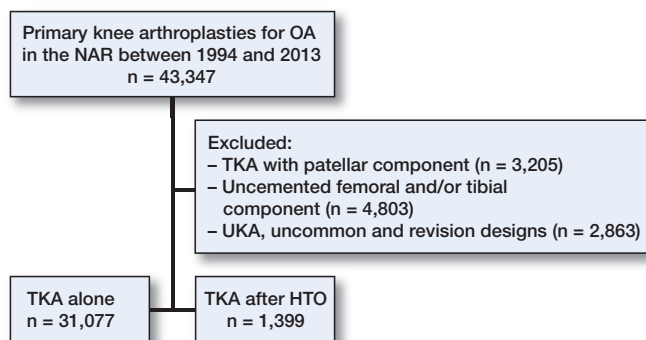 Primary knee arthroplasties for OA
in the NAR between 1994 and 2013
n = 43,347
Excluded:
– TKA with patellar component (n = 3,205)
– Uncemented femoral and/or tibial
component (n = 4,803)
– UKA, uncommon and revision designs (n = 2,863)
TKA alone
n = 31,077
TKA after HTO
n = 1,399